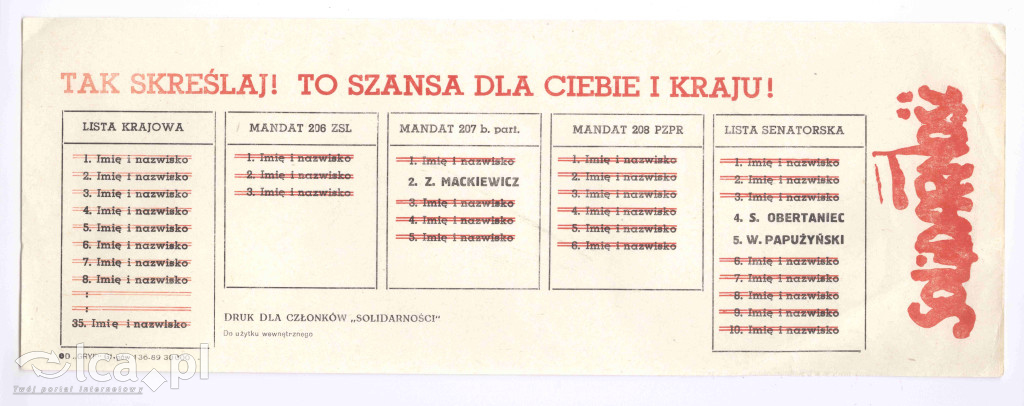 TAK SKREŚLAJ! TO SZANSA DLA CIEBIE I KRAJU!
LISTA KRAJOWA
1. Imię i nazwisko
2. Imię i nazwisko
3. Imię i nazwisko
4. Imię i nazwisko
5. Imię i nazwisko
6. Imię i nazwisko
7. Imię i nazwisko
8. Imię i nazwisko
:
:
35. Imię i nazwisko
MANDAT 206 ZSL
1. Imię i nazwisko
2. Imię i nazwisko
3. Imię i nazwisko
MANDAT 207 b. part.
1. Imię i nazwisko
2. Z. MACKIEWICZ
3. Imię i nazwisko
4. Imię i nazwisko
5. Imię i nazwisko
MANDAT 208 PZPR
1. Imię i nazwisko
2. Imię i nazwisko
3. Imię i nazwisko
4. Imię i nazwisko
5. Imię i nazwisko
6. Imię i nazwisko
LISTA SENATORSKA
1. Imię i nazwisko
2. Imię i nazwisko
3. Imię i nazwisko
4. S. OBERTANIEC
5. W. PAPUŻYŃSKI
6. Imię i nazwisko
7. Imię i nazwisko
8. Imię i nazwisko
9. Imię i nazwisko
10. Imię i nazwisko
DRUK DLA CZŁONKÓW „SOLIDARNOŚCI"
Do użytku wewnętrznego
Solidarność
lca.pl
Twój portal internetowy